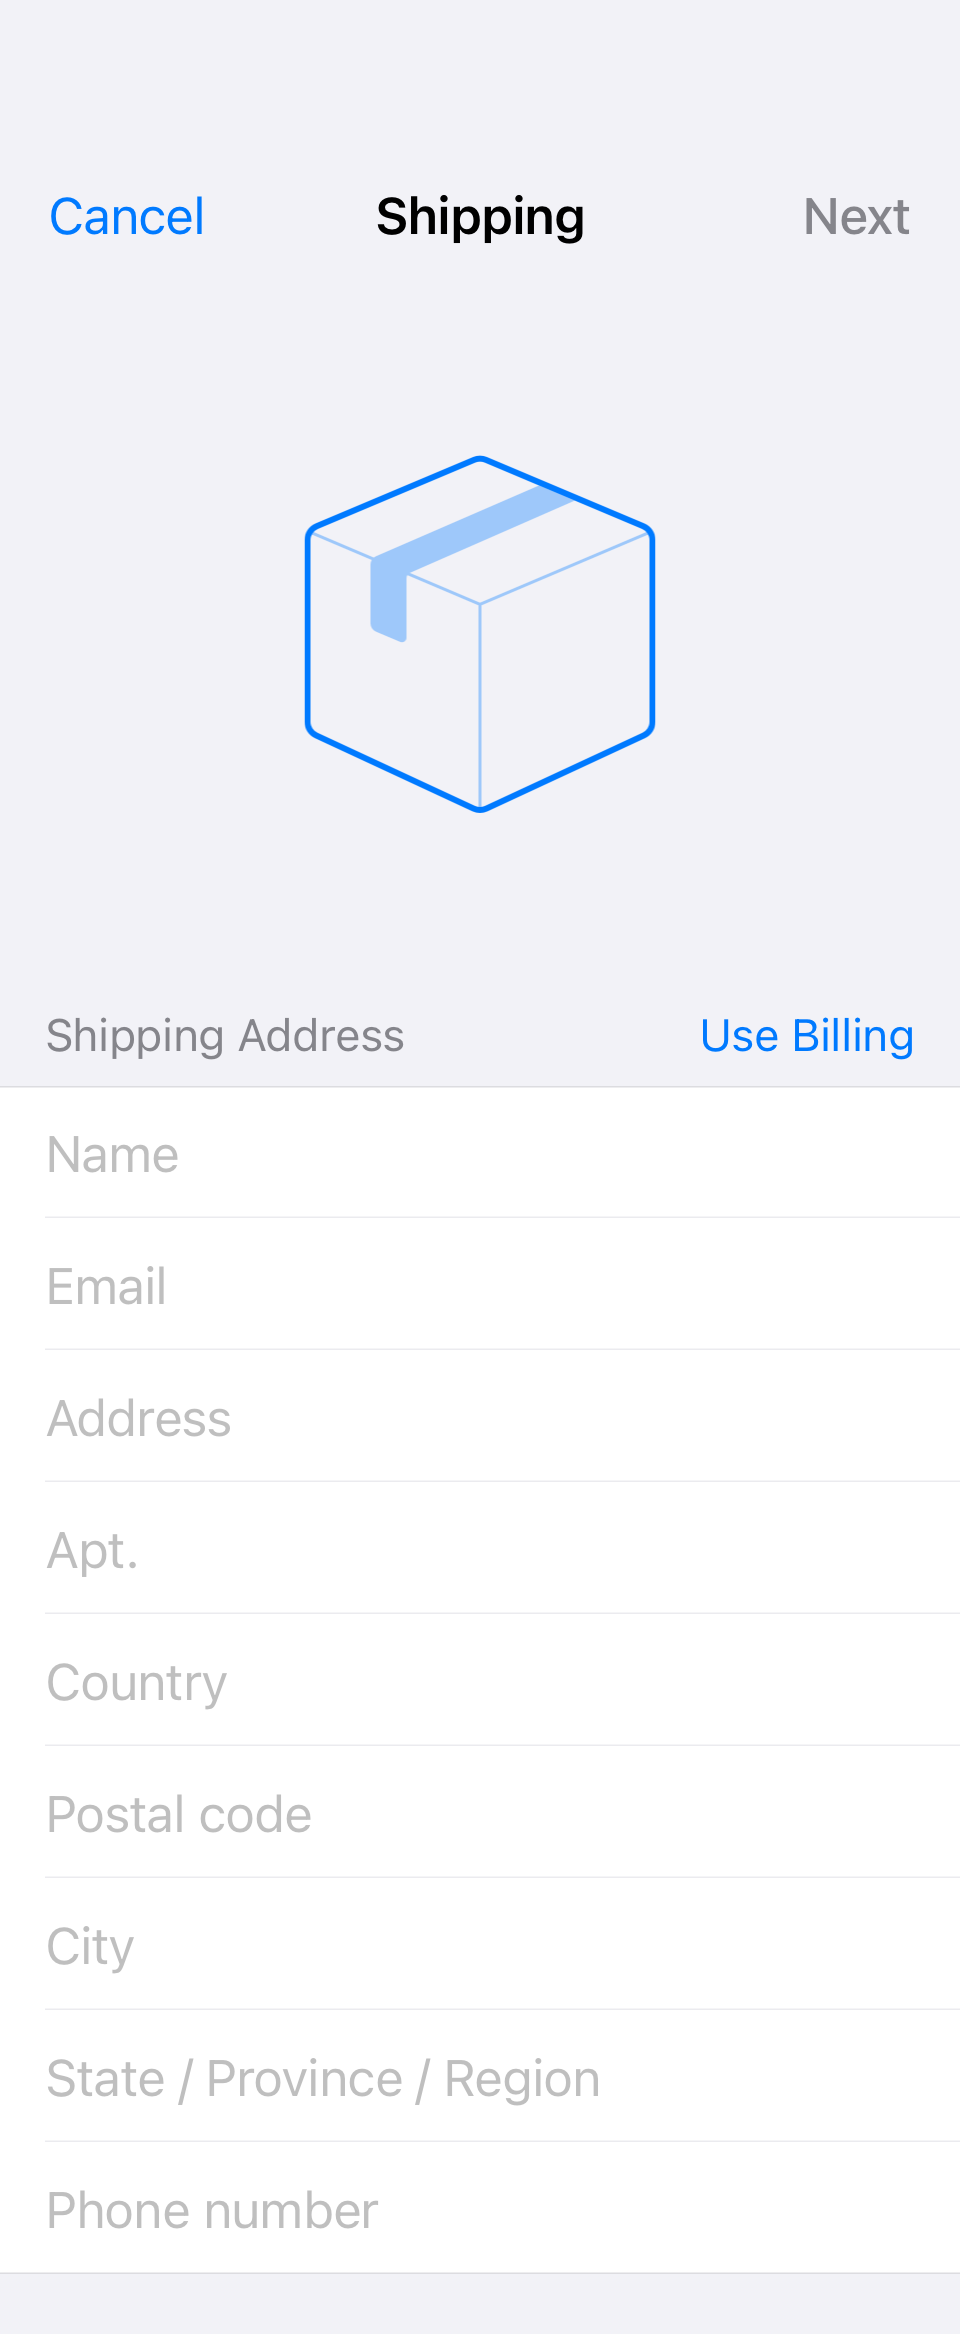 Cancel Shipping Next
Shipping Address Use Billing
Name
Email
Address
Apt.
Country
Postal code
City
State / Province / Region
Phone number